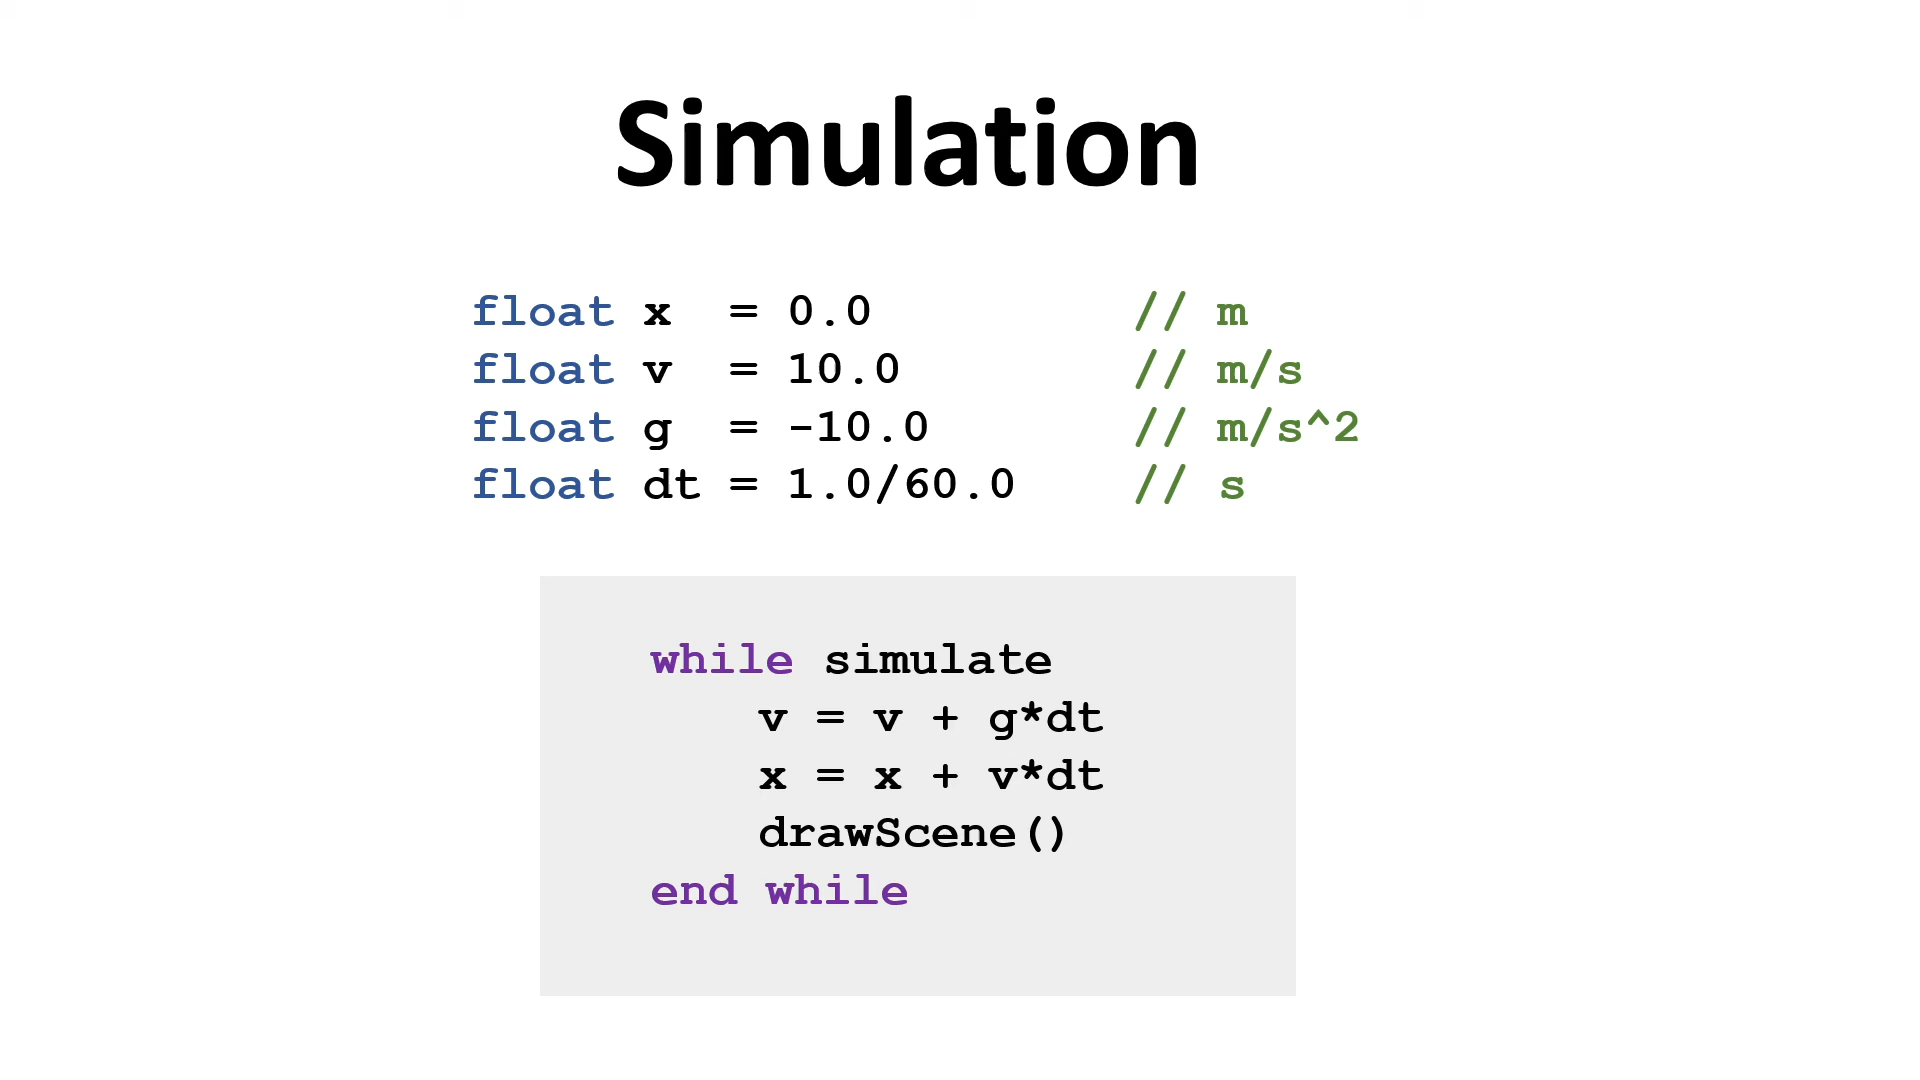 Simulation
float x  = 0.0 // m
float v  = 10.0 // m/s
float g  = -10.0 // m/s^2
float dt = 1.0/60.0 // s
while simulate
v = v + g*dt
x = x + v*dt
drawScene()
end while